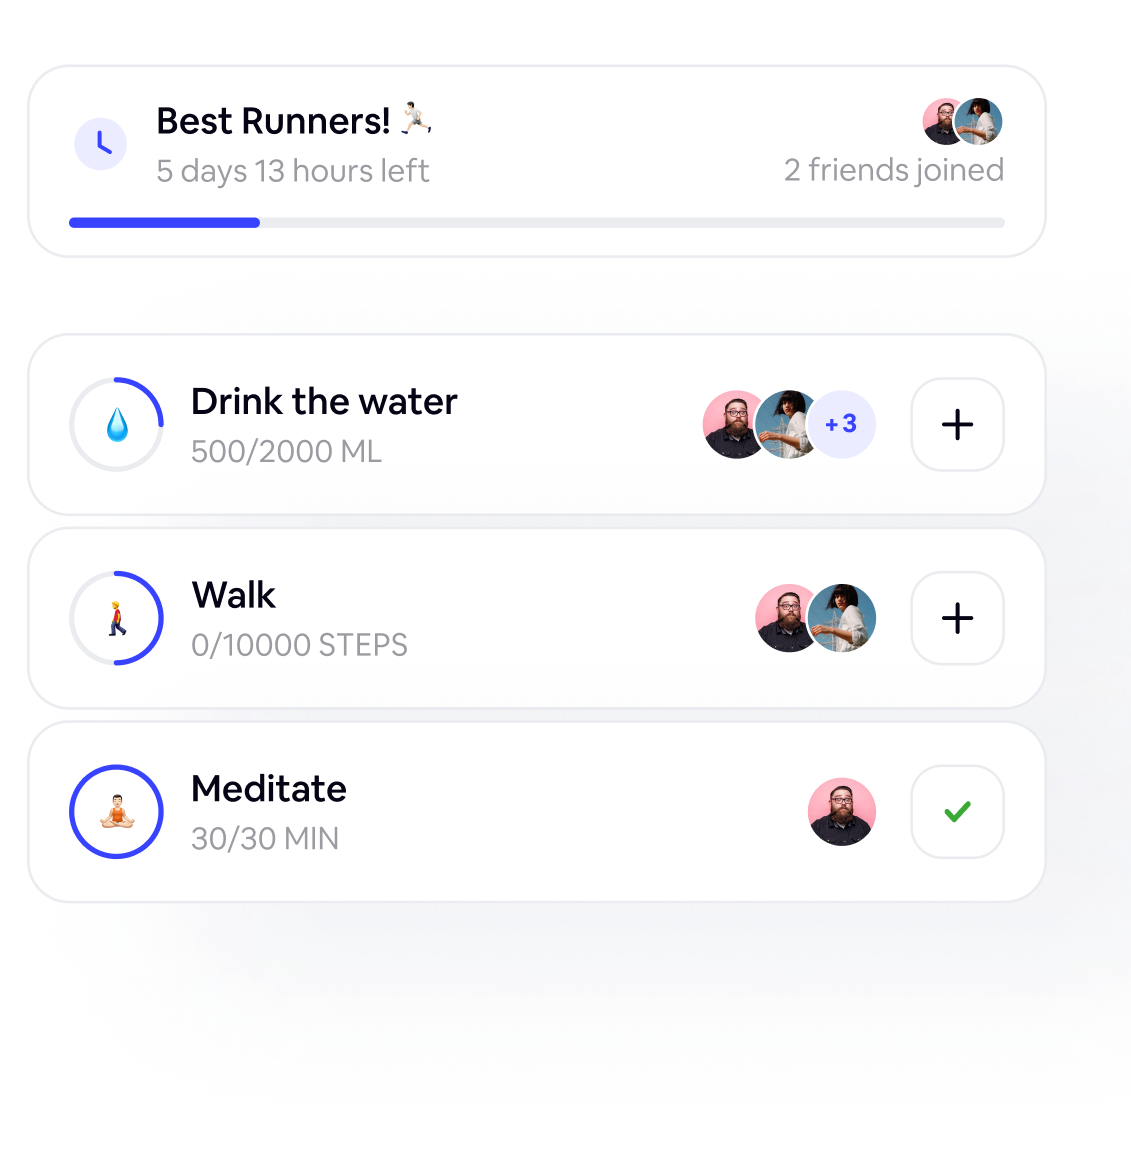 Best Runners! 🏃🏻
5 days 13 hours left
2 friends joined
Drink the water
500/2000 ML
+3
Walk
0/10000 STEPS
Meditate
30/30 MIN